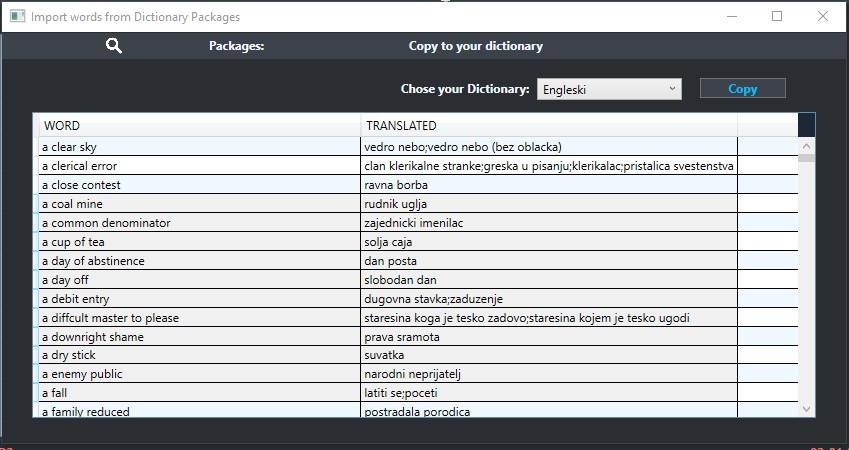 Import words from Dictionary Packages
Packages: Copy to your dictionary
Chose your Dictionary: Engleski Copy
WORD TRANSLATED
a clear sky vedro nebo;vedro nebo (bez oblacka)
a clerical error clan klerikalne stranke;greska u pisanju;klerikalac;pristalica svestenstva
a close contest ravna borba
a coal mine rudnik uglja
a common denominator zajednicki imenilac
a cup of tea solja caja
a day of abstinence dan posta
a day off slobodan dan
a debit entry dugovna stavka;zaduzenje
a diffcult master to please staresina koga je tesko zadovo;staresina kojem je tesko ugodi
a downright shame prava sramota
a dry stick suvatka
a enemy public narodni neprijatelj
a fall latiti se;poceti
a family reduced postradala porodica